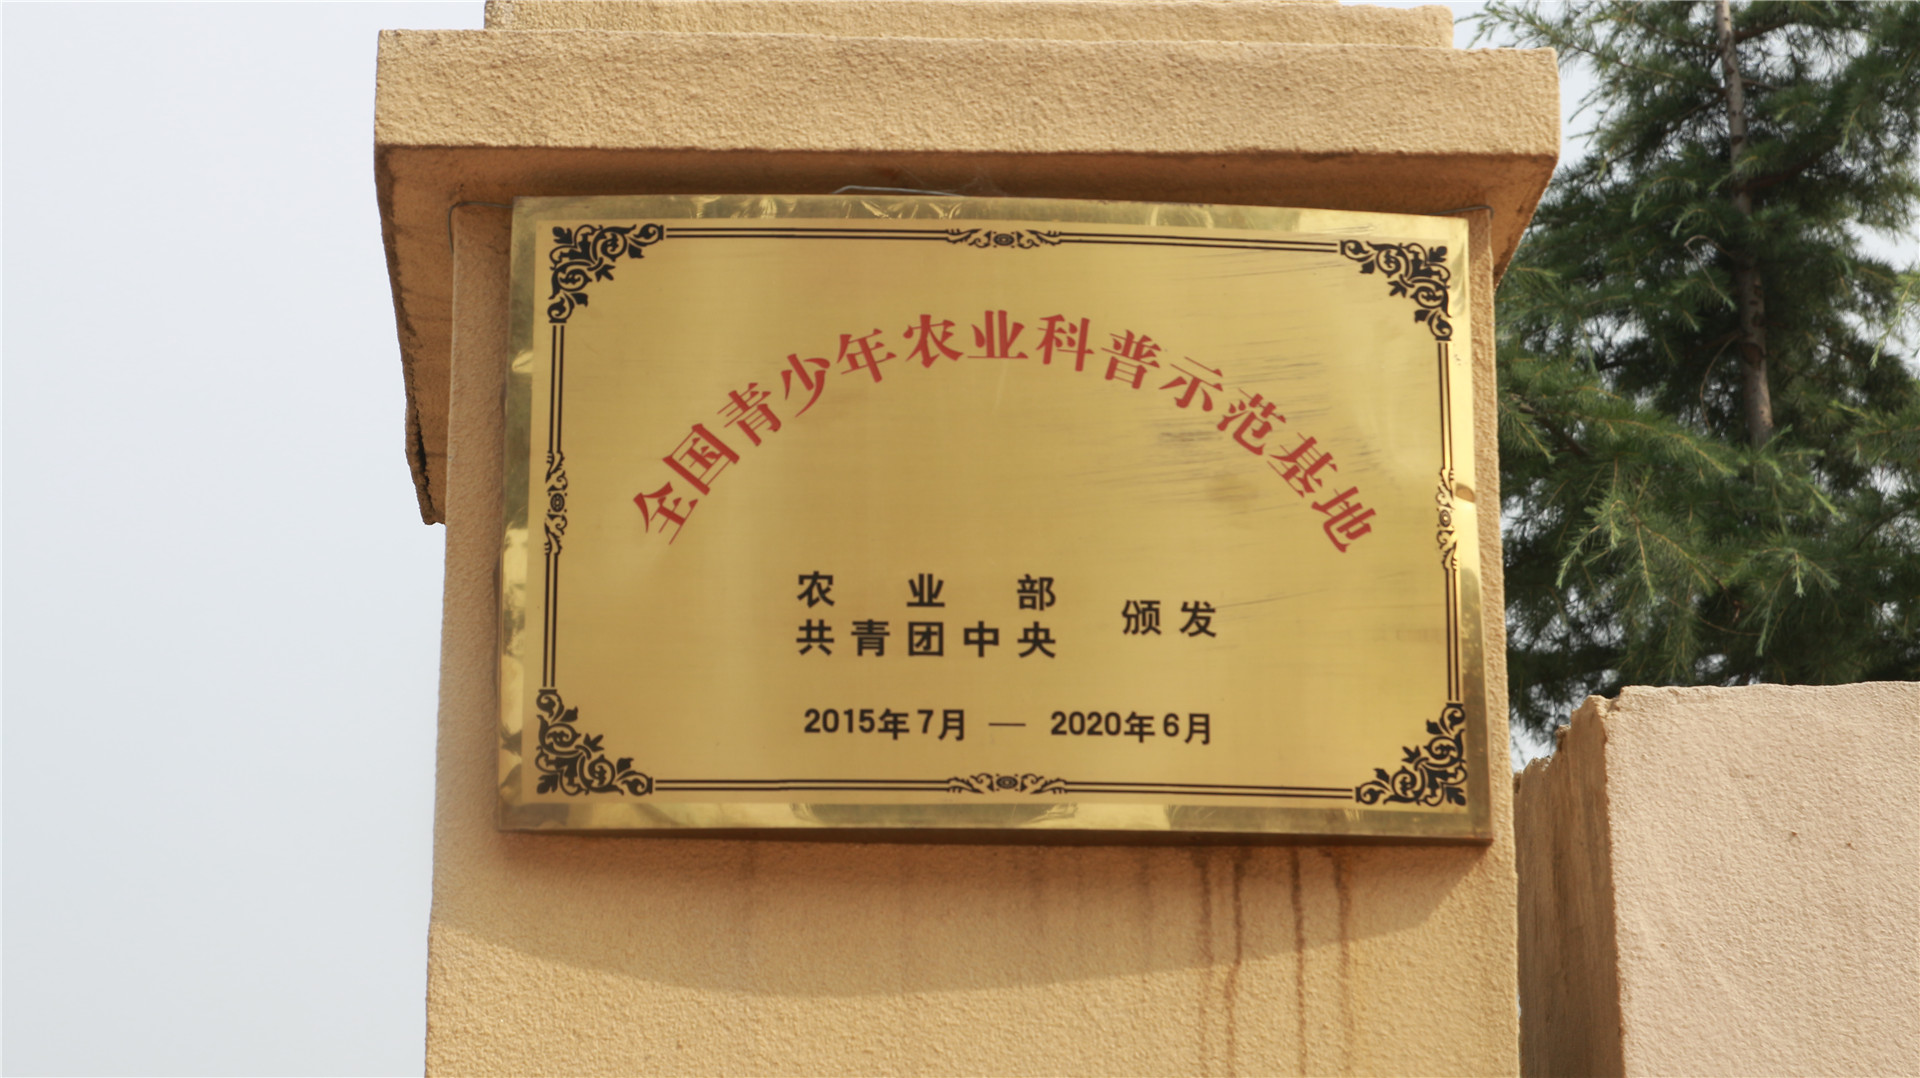 全国青少年农业科普示范基地
农业部
共青团中央 颁发
2015年7月 — 2020年6月